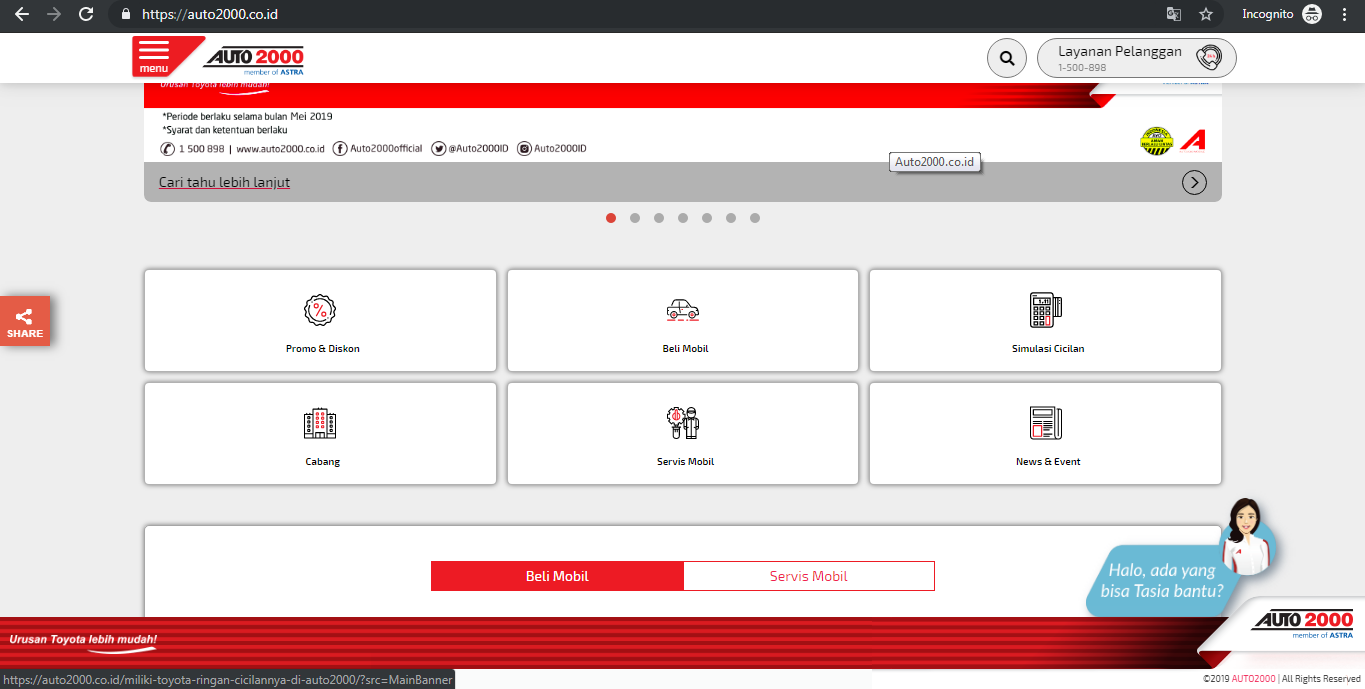 https://auto2000.co.id
Incognito
menu
AUTO 2000
member of ASTRA
Layanan Pelanggan
1-500-898
Urusan Toyota lebih mudah!
*Periode berlaku selama bulan Mei 2019
*Syarat dan ketentuan berlaku
1 500 898 | www.auto2000.co.id Auto2000official @Auto2000ID Auto2000ID
Auto2000.co.id
Cari tahu lebih lanjut
SHARE
Promo & Diskon
Beli Mobil
Simulasi Cicilan
Cabang
Servis Mobil
News & Event
Beli Mobil
Servis Mobil
Halo, ada yang
bisa Tasia bantu?
Urusan Toyota lebih mudah!
AUTO 2000
member of ASTRA
https://auto2000.co.id/miliki-toyota-ringan-cicilannya-di-auto2000/?src=MainBanner
©2019 AUTO2000 | All Rights Reserved